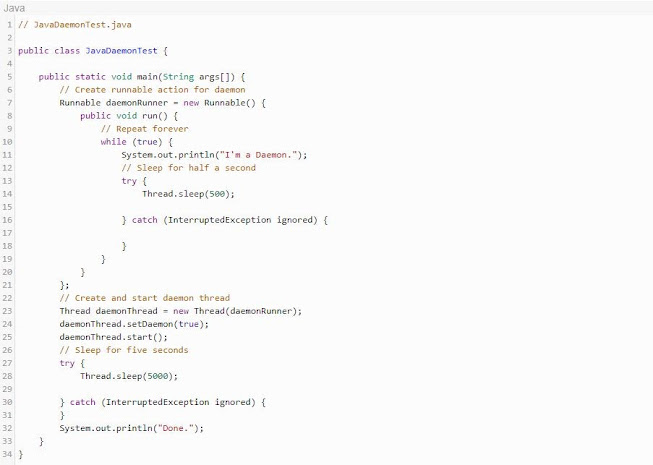 Java
1 // JavaDaemonTest.java
2
3 public class JavaDaemonTest {
4
5     public static void main(String args[]) {
6         // Create runnable action for daemon
7         Runnable daemonRunner = new Runnable() {
8             public void run() {
9                 // Repeat forever
10                 while (true) {
11                     System.out.println("I'm a Daemon.");
12                     // Sleep for half a second
13                     try {
14                         Thread.sleep(500);
15
16                     } catch (InterruptedException ignored) {
17
18                     }
19                 }
20             }
21         };
22         // Create and start daemon thread
23         Thread daemonThread = new Thread(daemonRunner);
24         daemonThread.setDaemon(true);
25         daemonThread.start();
26         // Sleep for five seconds
27         try {
28             Thread.sleep(5000);
29
30         } catch (InterruptedException ignored) {
31         }
32         System.out.println("Done.");
33     }
34 }